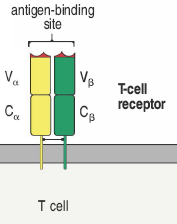 antigen-binding
site
Vα
Vβ
Cα
Cβ
T-cell
receptor
T cell